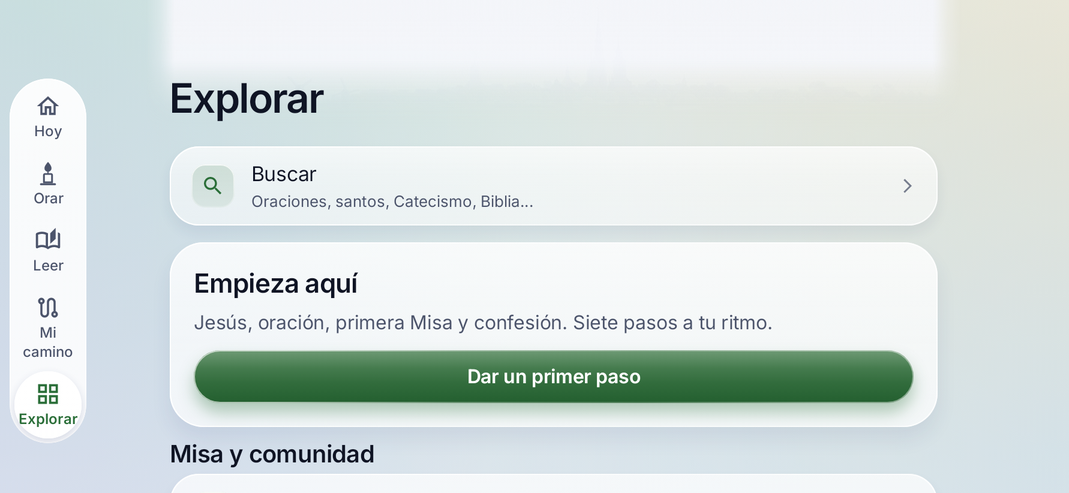 Explorar
Buscar
Oraciones, santos, Catecismo, Biblia...
Empieza aquí
Jesús, oración, primera Misa y confesión. Siete pasos a tu ritmo.
Dar un primer paso
Misa y comunidad
Hoy
Orar
Leer
Mi
camino
Explorar